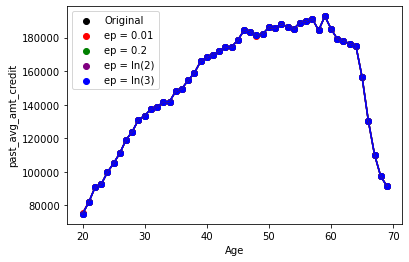 Original
ep = 0.01
ep = 0.2
ep = ln(2)
ep = ln(3)
180000
160000
140000
120000
100000
80000
past_avg_amt_credit
20 30 40 50 60 70
Age